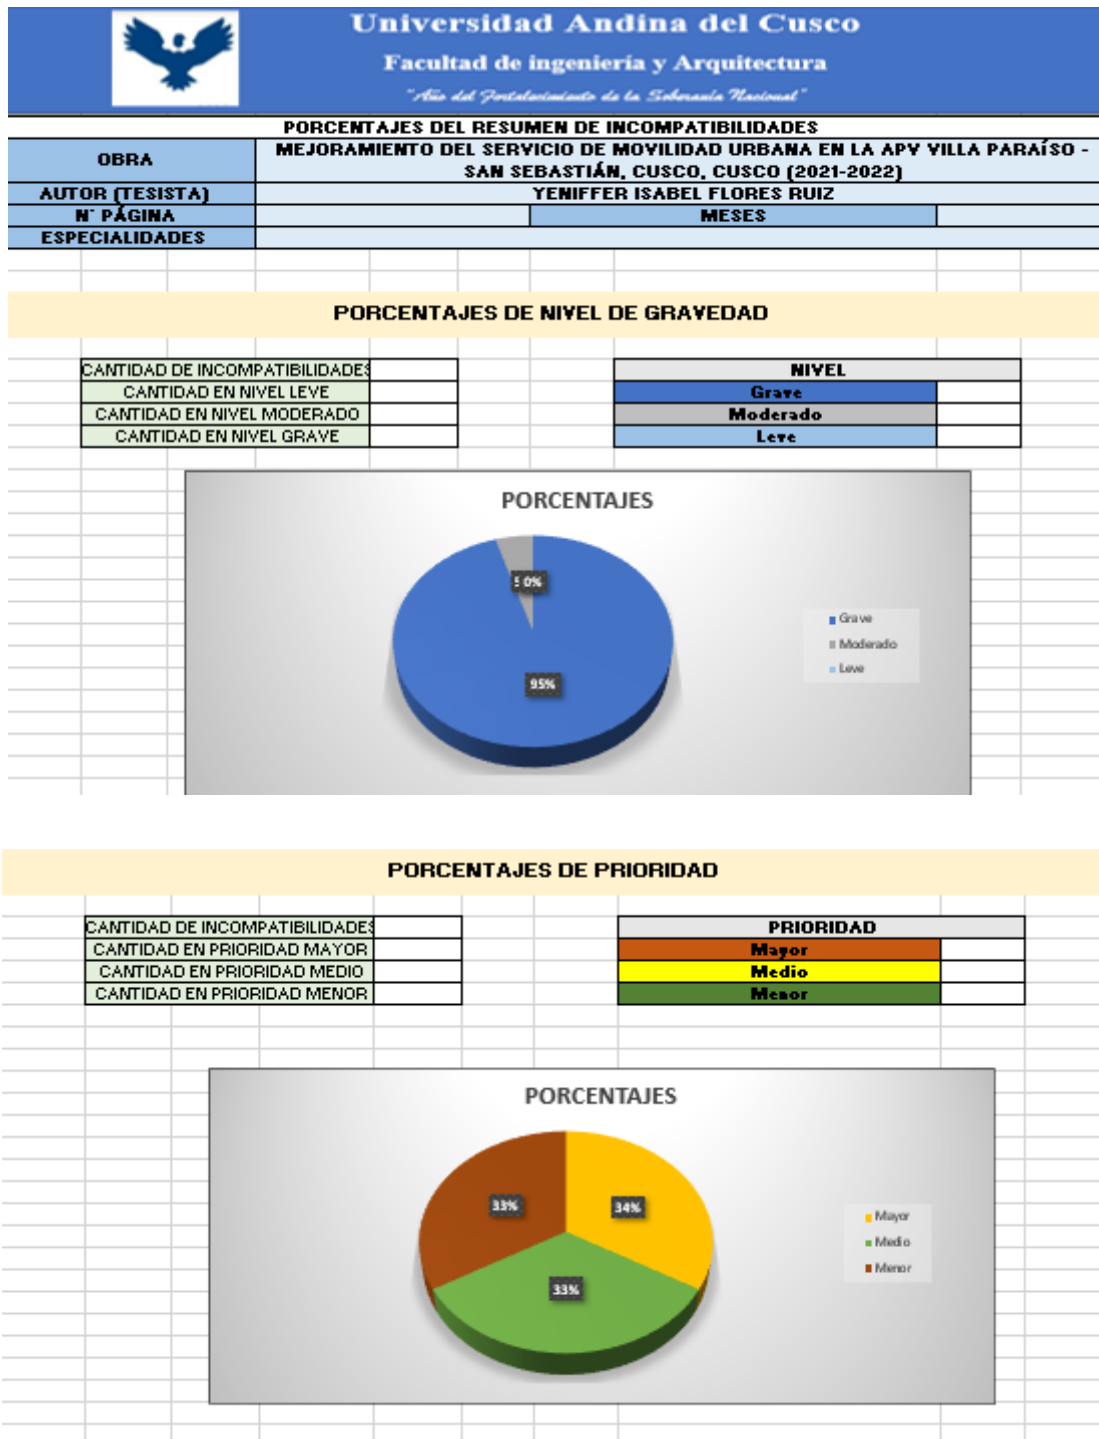 Universidad Andina del Cusco
Facultad de ingeniería y Arquitectura
"Año del Fortalecimiento de la Soberanía Nacional"
PORCENTAJES DEL RESUMEN DE INCOMPATIBILIDADES
OBRA
MEJORAMIENTO DEL SERVICIO DE MOVILIDAD URBANA EN LA APV VILLA PARAÍSO -
SAN SEBASTIÁN, CUSCO, CUSCO (2021-2022)
AUTOR (TESISTA) YENIFFER ISABEL FLORES RUIZ
N° PÁGINA MESES
ESPECIALIDADES
PORCENTAJES DE NIVEL DE GRAVEDAD
CANTIDAD DE INCOMPATIBILIDADES NIVEL
CANTIDAD EN NIVEL LEVE Grave
CANTIDAD EN NIVEL MODERADO Moderado
CANTIDAD EN NIVEL GRAVE Leve
PORCENTAJES
0%
Grave
Moderado
Leve
95%
PORCENTAJES DE PRIORIDAD
CANTIDAD DE INCOMPATIBILIDADES PRIORIDAD
CANTIDAD EN PRIORIDAD MAYOR Mayor
CANTIDAD EN PRIORIDAD MEDIO Medio
CANTIDAD EN PRIORIDAD MENOR Menor
PORCENTAJES
33% 34%
Mayor
Medio
Menor
33%